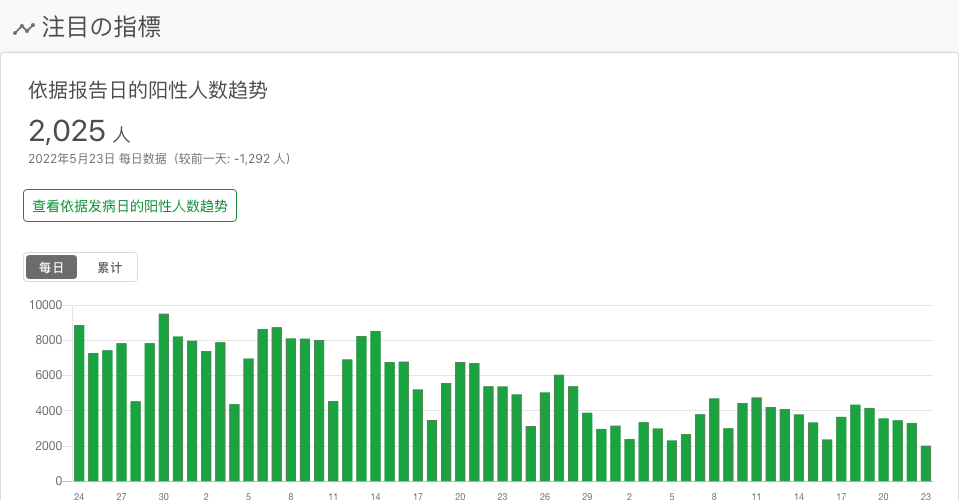 注目の指標
依据报告日的阳性人数趋势
2,025 人
2022年5月23日 每日数据（较前一天: -1,292 人）
查看依据发病日的阳性人数趋势
每日 累计
10000
8000
6000
4000
2000
0
24 27 30 2 5 8 11 14 17 20 23 26 29 2 5 8 11 14 17 20 23